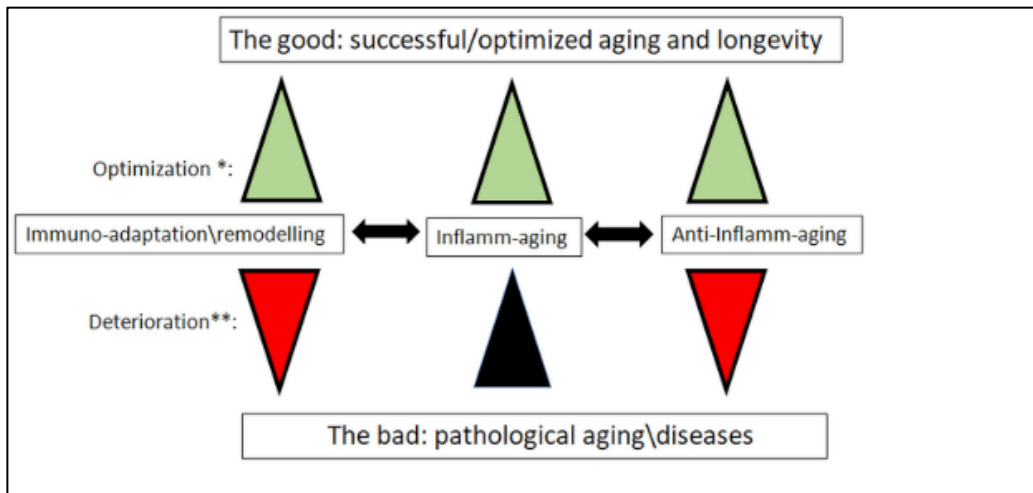 The good: successful/optimized aging and longevity
Optimization *:
Immuno-adaptation\remodelling
Inflamm-aging
Anti-Inflamm-aging
Deterioration**:
The bad: pathological aging\diseases